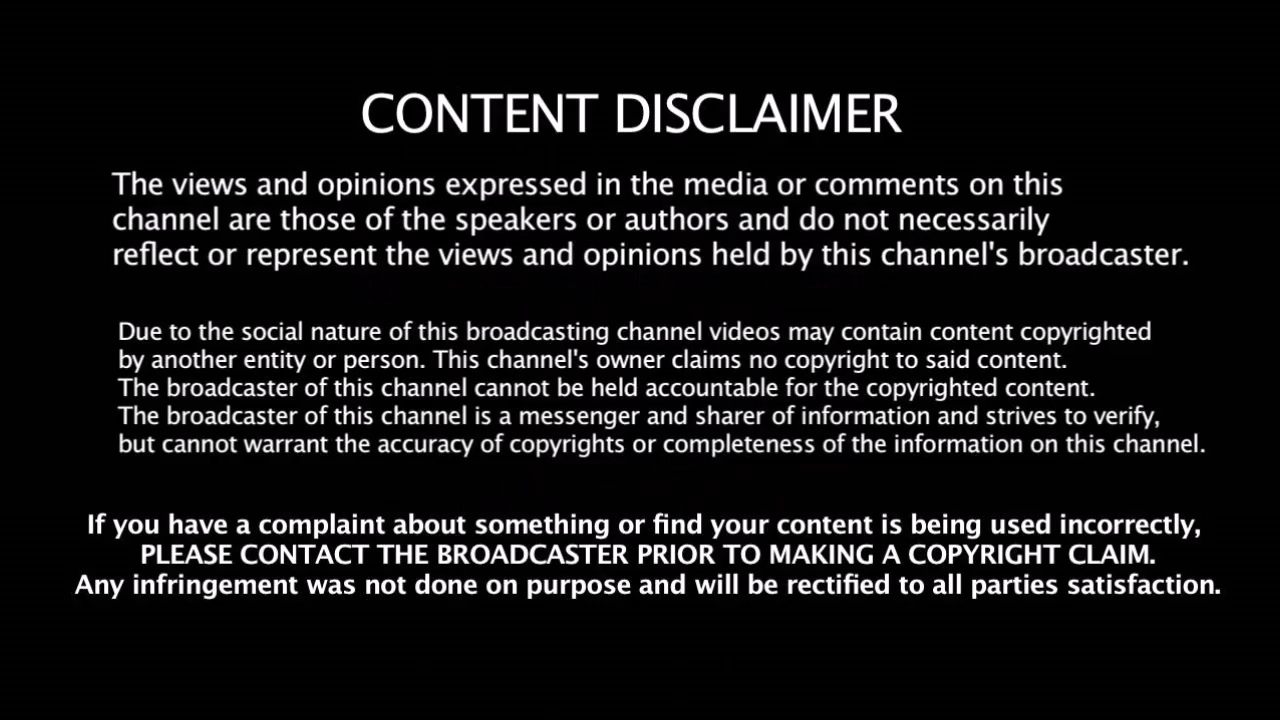 CONTENT DISCLAIMER
The views and opinions expressed in the media or comments on this
channel are those of the speakers or authors and do not necessarily
reflect or represent the views and opinions held by this channel's broadcaster.
Due to the social nature of this broadcasting channel videos may contain content copyrighted
by another entity or person. This channel's owner claims no copyright to said content.
The broadcaster of this channel cannot be held accountable for the copyrighted content.
The broadcaster of this channel is a messenger and sharer of information and strives to verify,
but cannot warrant the accuracy of copyrights or completeness of the information on this channel.
If you have a complaint about something or find your content is being used incorrectly,
PLEASE CONTACT THE BROADCASTER PRIOR TO MAKING A COPYRIGHT CLAIM.
Any infringement was not done on purpose and will be rectified to all parties satisfaction.